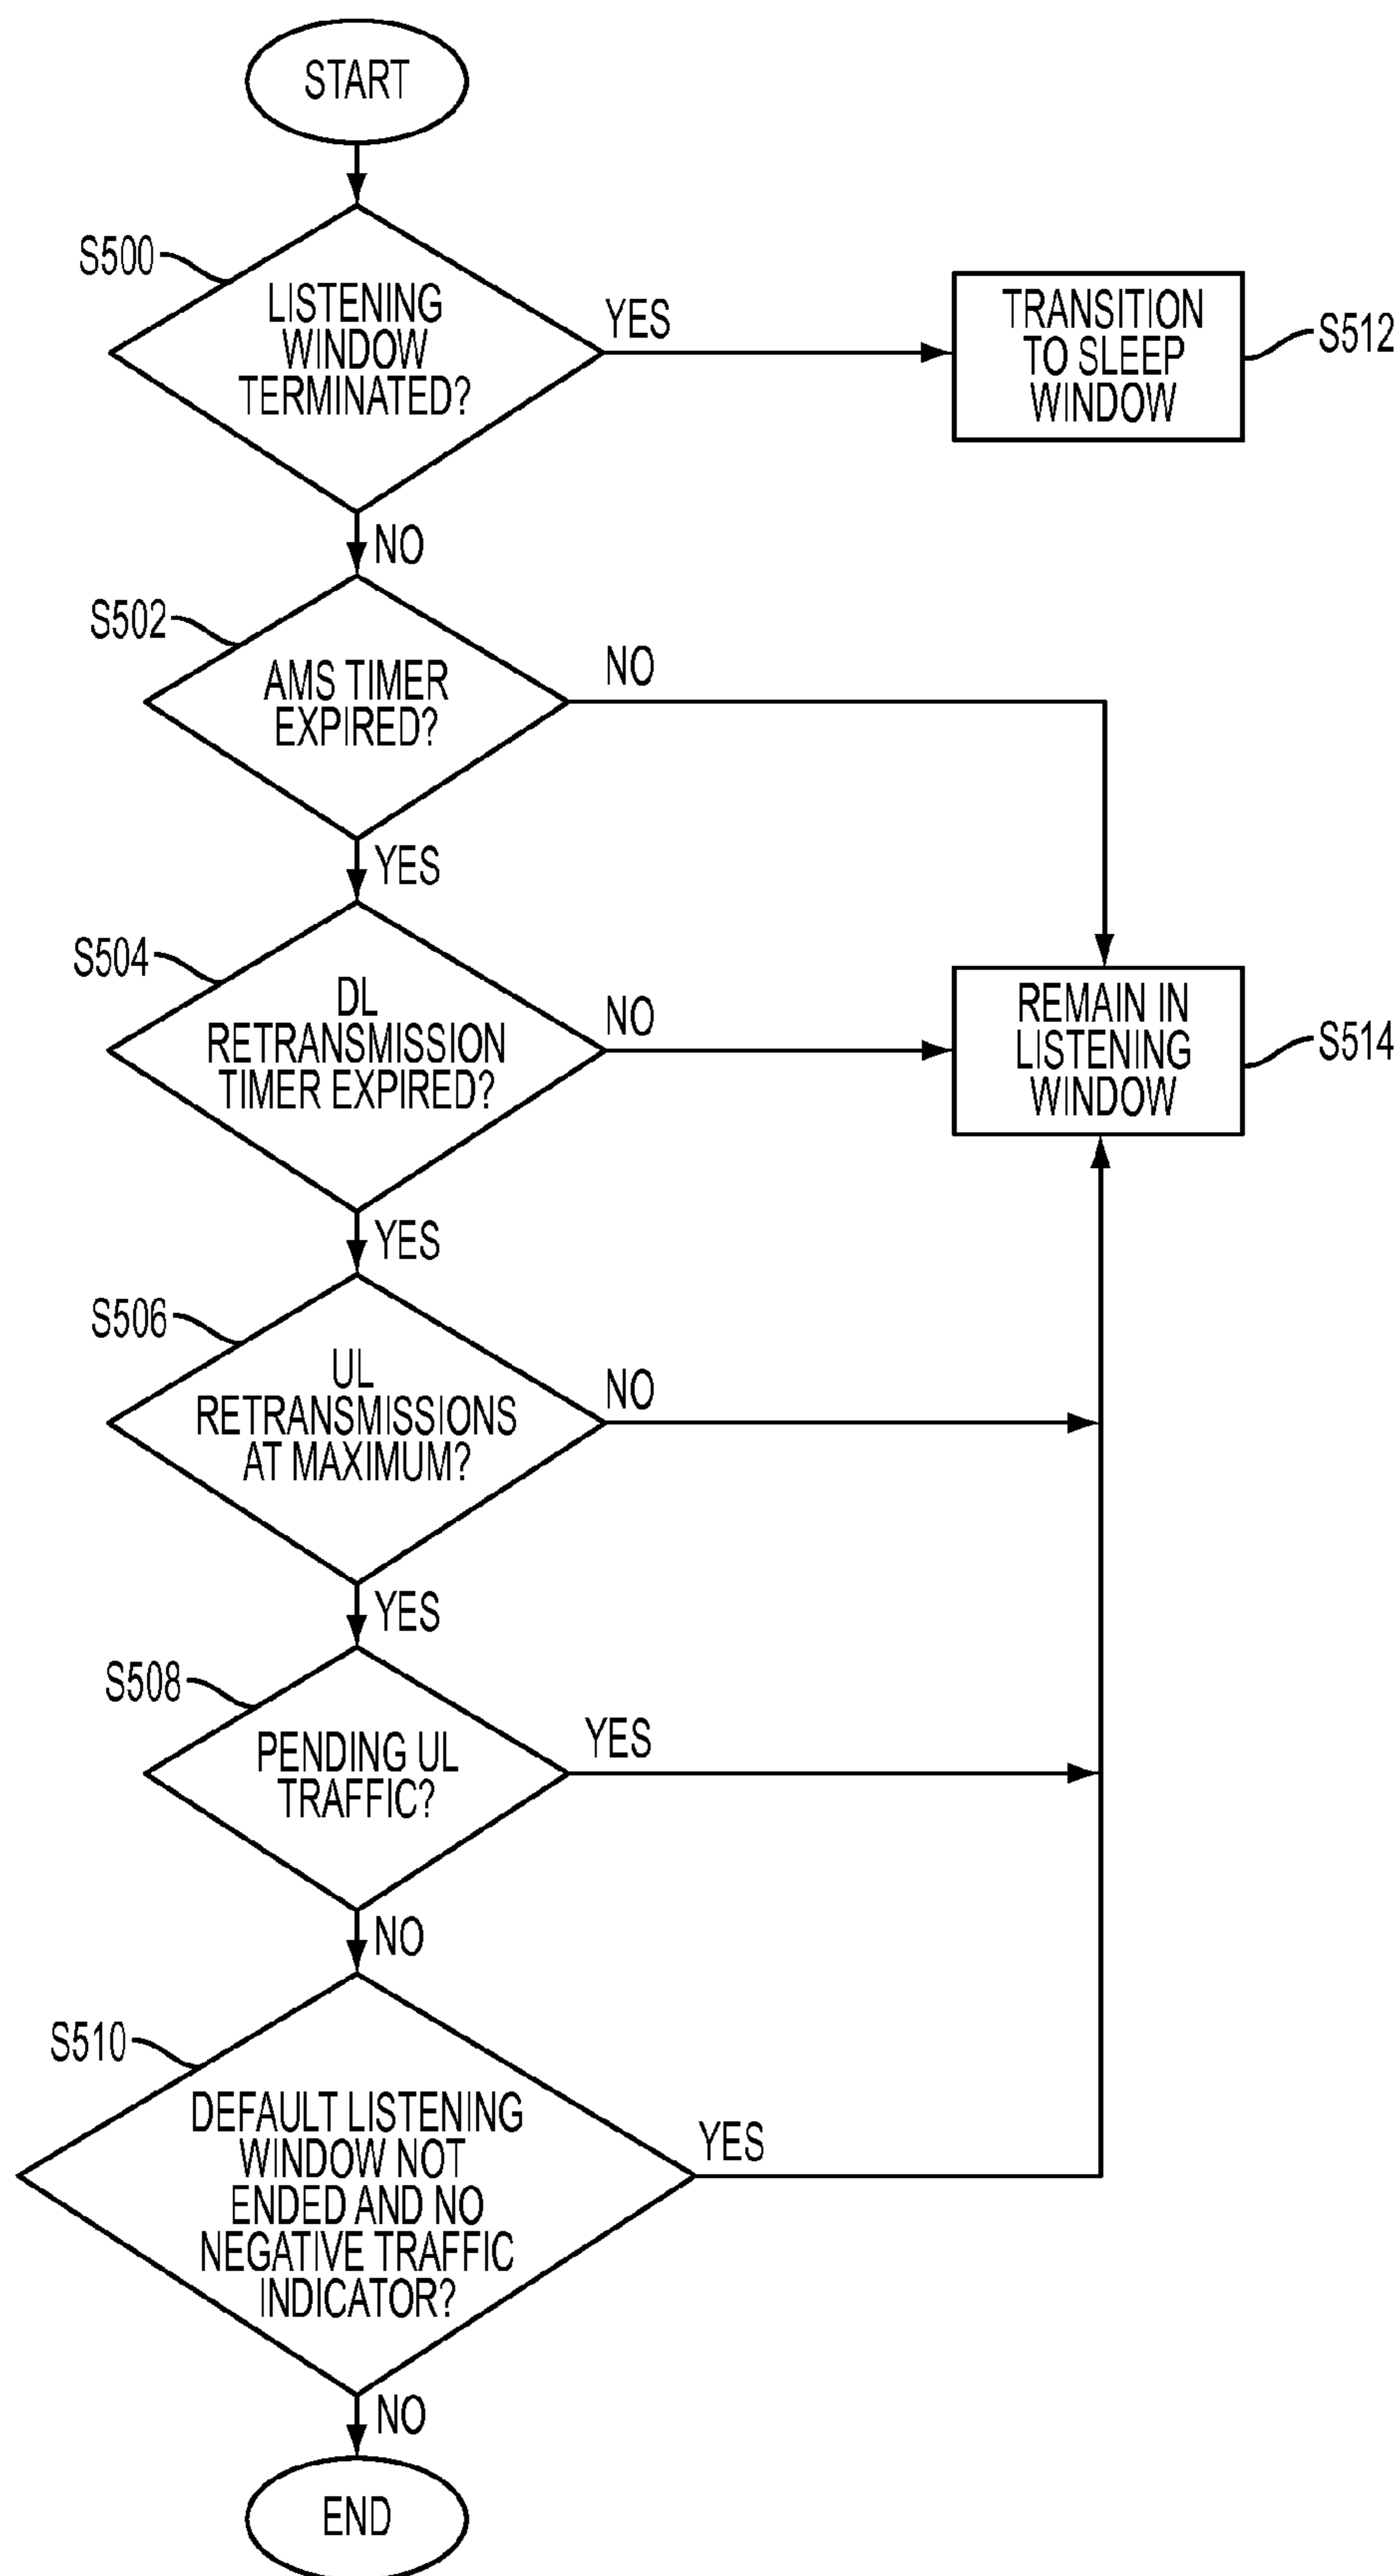 START
S500
LISTENING
WINDOW
TERMINATED?
YES
TRANSITION
TO SLEEP
WINDOW
S512
NO
S502
AMS TIMER
EXPIRED?
NO
YES
S504
DL
RETRANSMISSION
TIMER EXPIRED?
NO
REMAIN IN
LISTENING
WINDOW
S514
YES
S506
UL
RETRANSMISSIONS
AT MAXIMUM?
NO
YES
S508
PENDING UL
TRAFFIC?
YES
NO
S510
DEFAULT LISTENING
WINDOW NOT
ENDED AND NO
NEGATIVE TRAFFIC
INDICATOR?
YES
NO
END